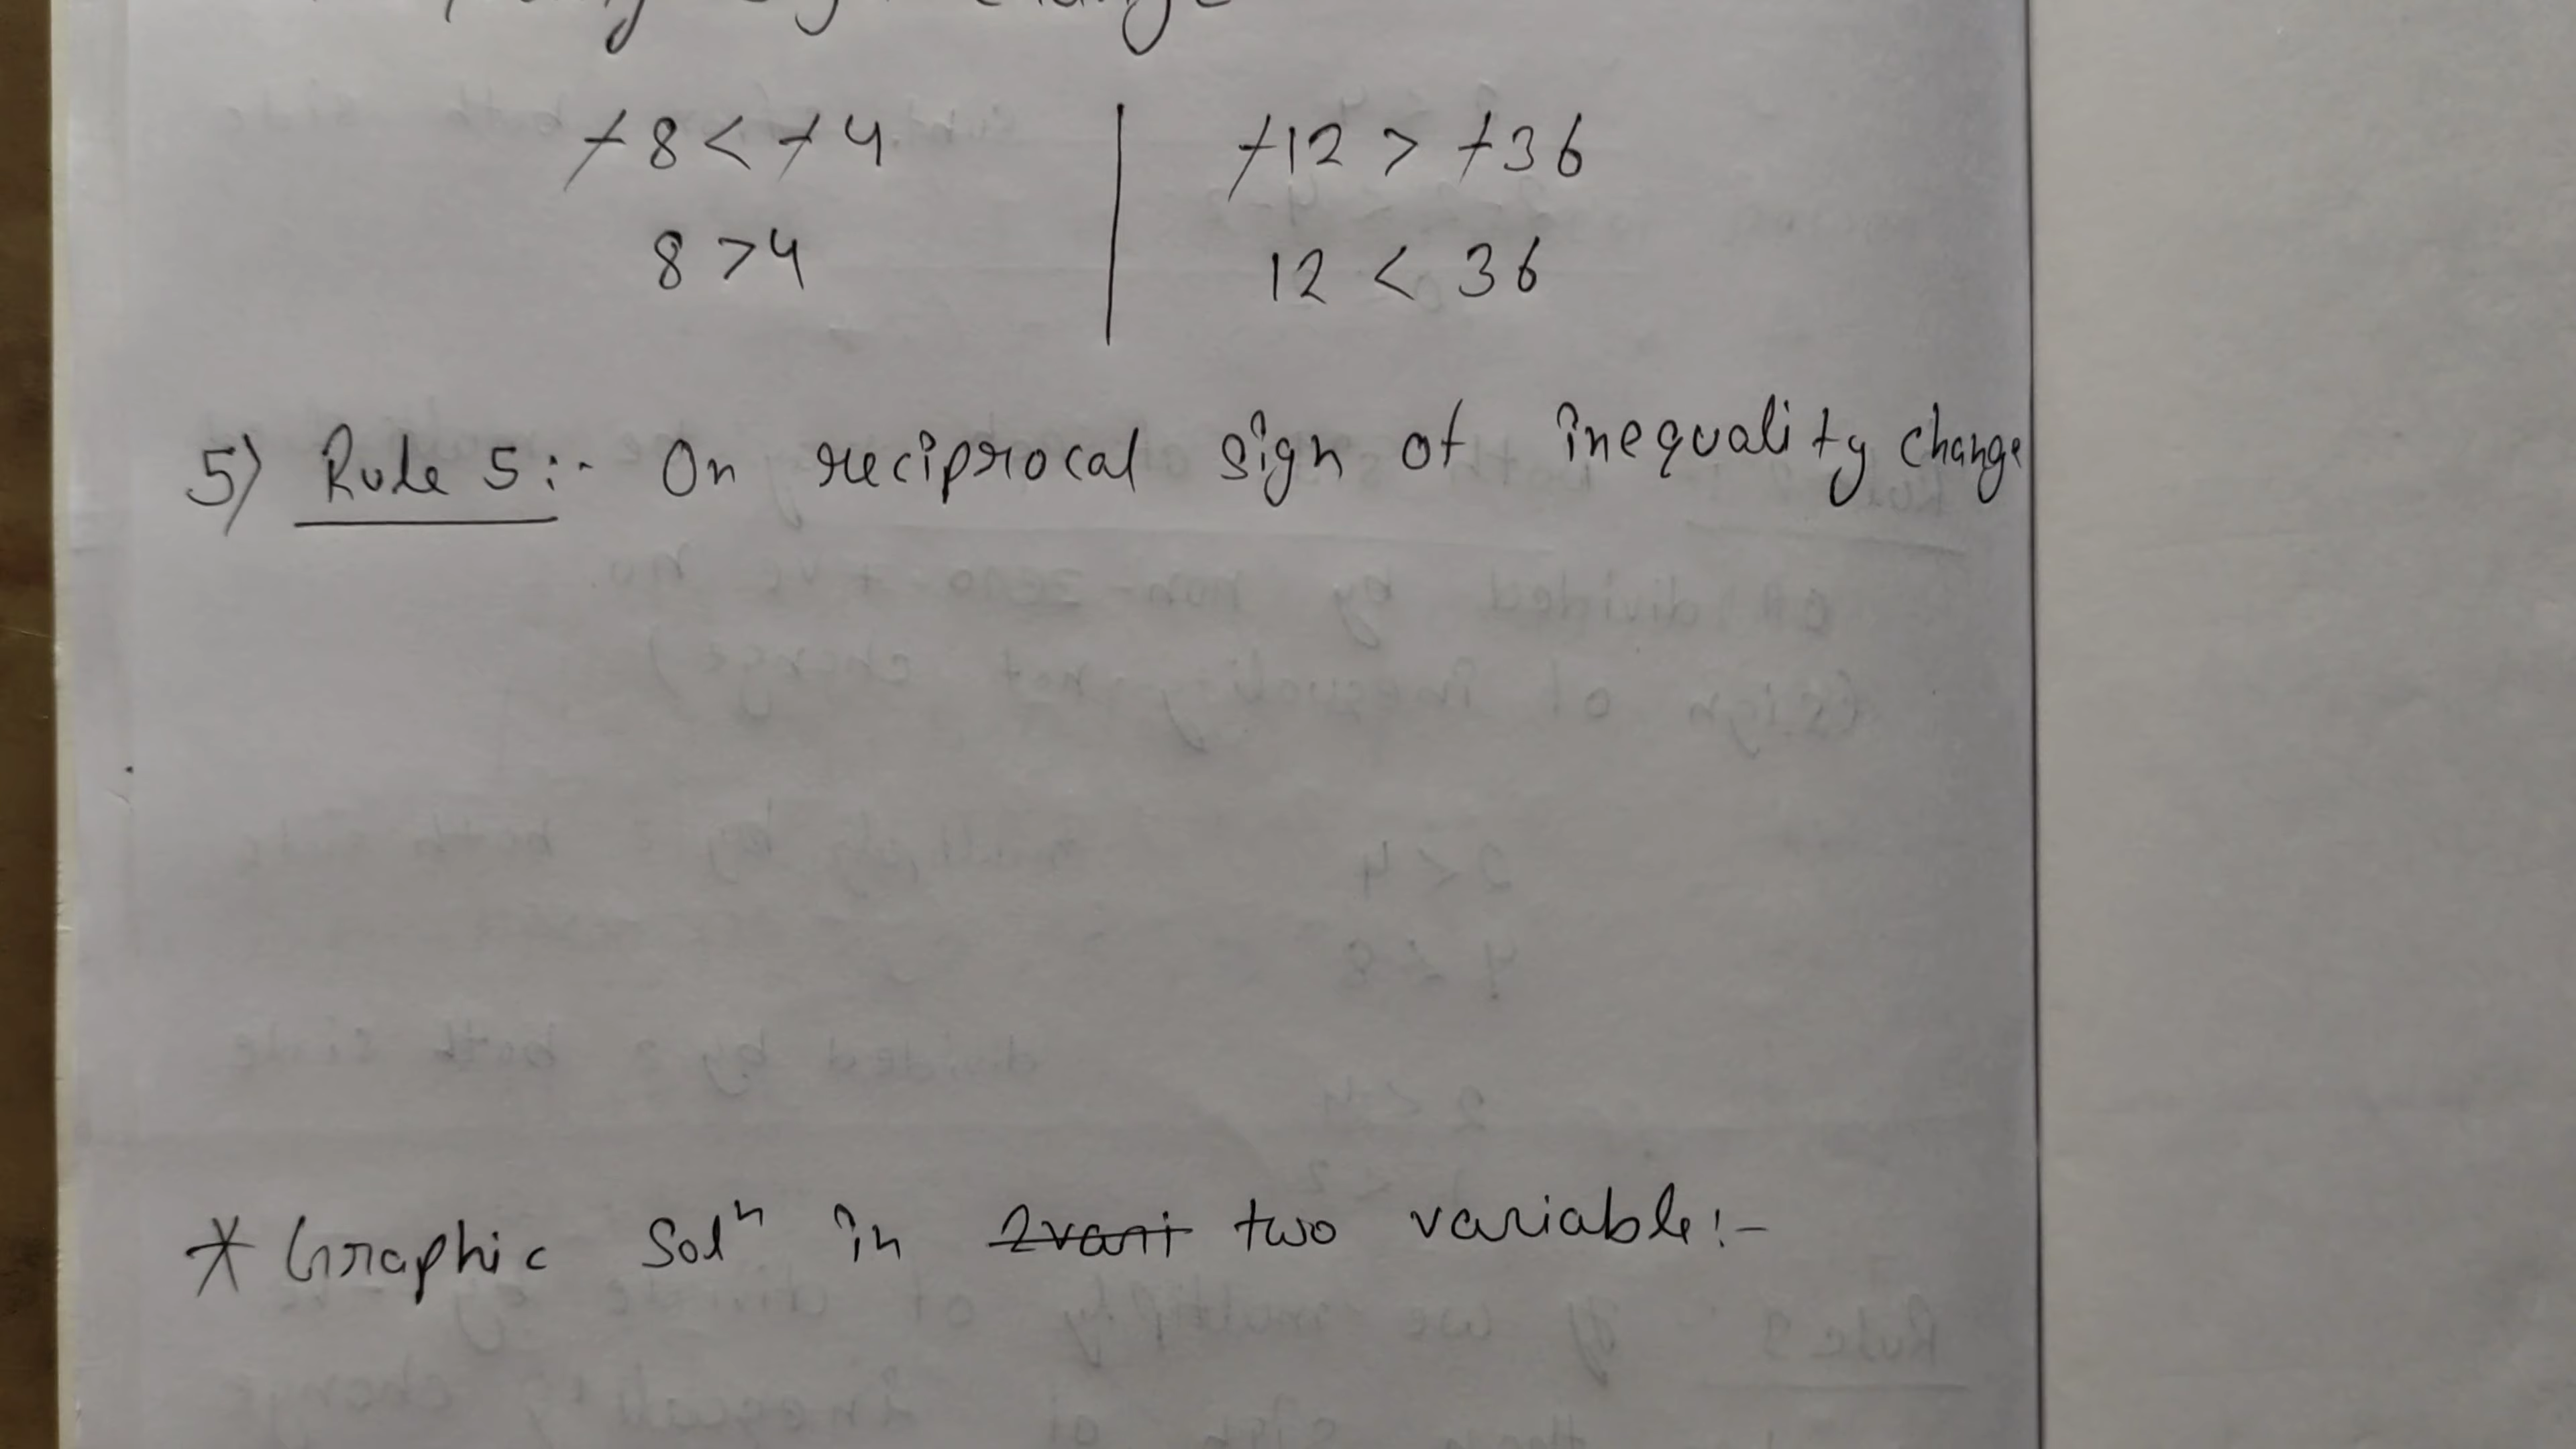 -8 < -4 | -12 > -36
8 > 4 | 12 < 36
5) Rule 5:- On reciprocal sign of inequality change
* Graphic Solⁿ in 2vari two variable:-